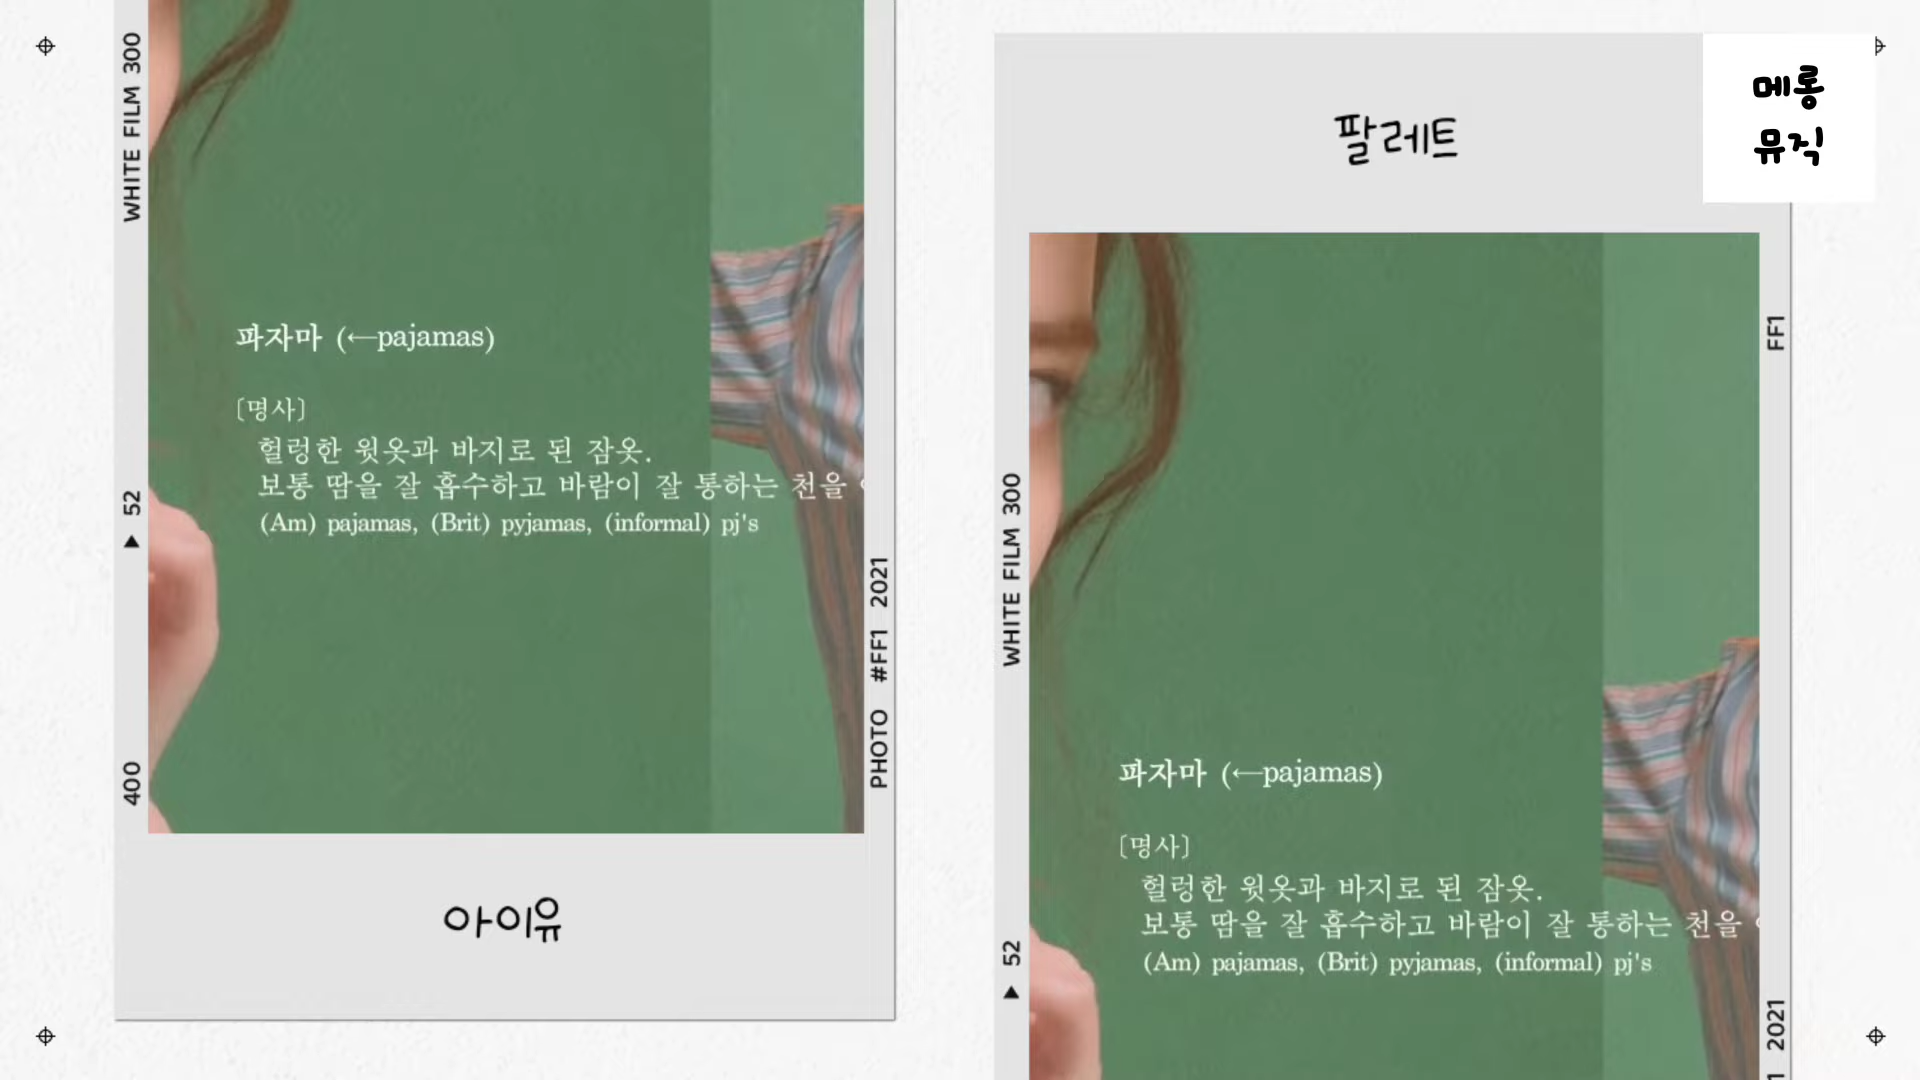 WHITE FILM 300
52
400
파자마 (←pajamas)
[명사]
헐렁한 윗옷과 바지로 된 잠옷.
보통 땀을 잘 흡수하고 바람이 잘 통하는 천을
(Am) pajamas, (Brit) pyjamas, (informal) pj's
PHOTO #FF1 2021
아이유
팔레트
메롱
뮤직
FF1
WHITE FILM 300
52
파자마 (←pajamas)
[명사]
헐렁한 윗옷과 바지로 된 잠옷.
보통 땀을 잘 흡수하고 바람이 잘 통하는 천을
(Am) pajamas, (Brit) pyjamas, (informal) pj's
2021